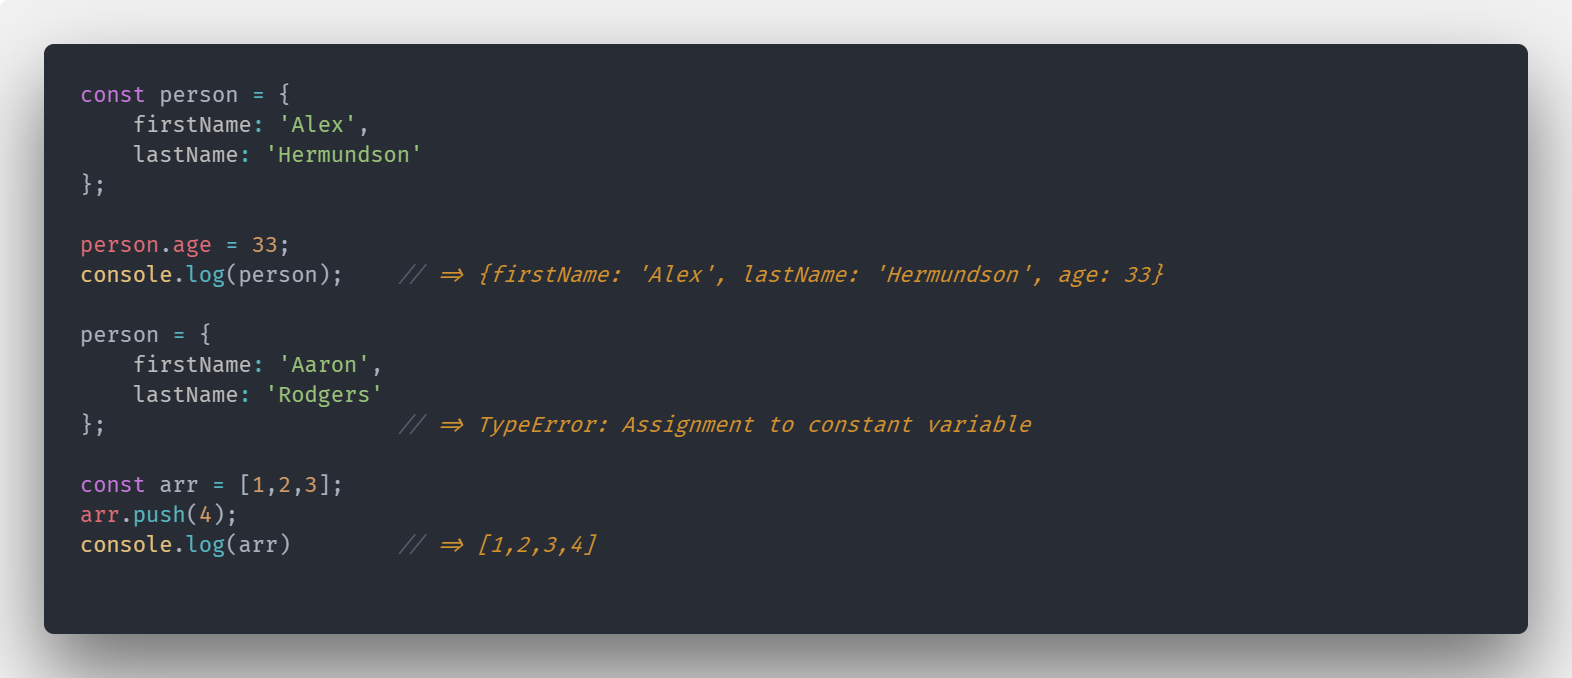 const person = {
    firstName: 'Alex',
    lastName: 'Hermundson'
};

person.age = 33;
console.log(person);    // => {firstName: 'Alex', lastName: 'Hermundson', age: 33}

person = {
    firstName: 'Aaron',
    lastName: 'Rodgers'
};                      // => TypeError: Assignment to constant variable

const arr = [1,2,3];
arr.push(4);
console.log(arr)        // => [1,2,3,4]